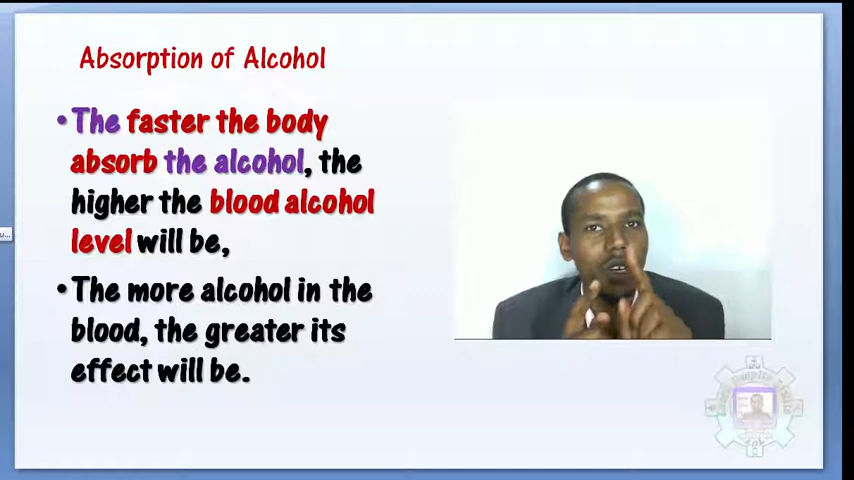 Absorption of Alcohol
•The faster the body
absorb the alcohol, the
higher the blood alcohol
level will be,
•The more alcohol in the
blood, the greater its
effect will be.